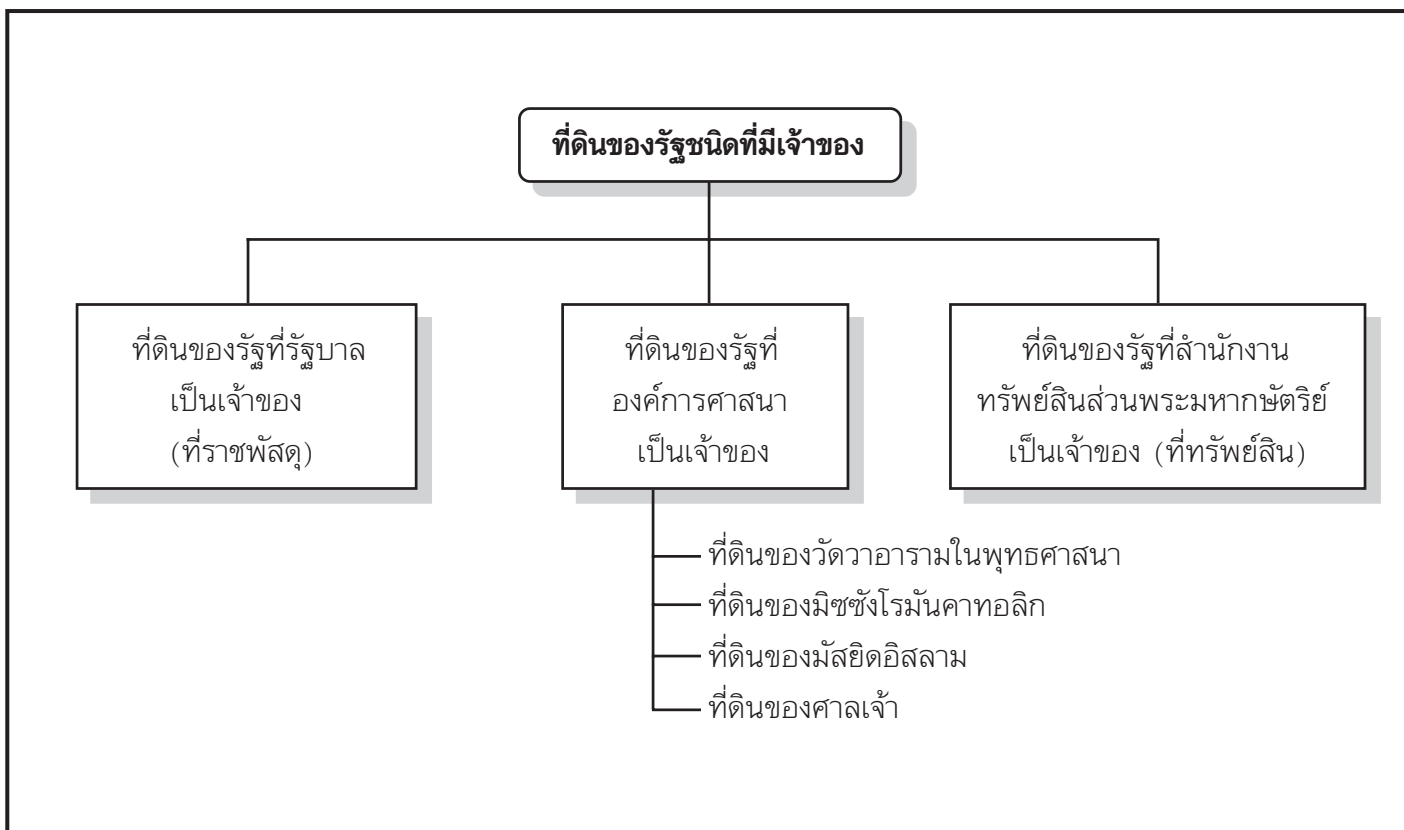 ที่ดินของรัฐชนิดที่มีเจ้าของ
ที่ดินของรัฐที่รัฐบาล
เป็นเจ้าของ
(ที่ราชพัสดุ)
ที่ดินของรัฐที่
องค์การศาสนา
เป็นเจ้าของ
ที่ดินของรัฐที่สำนักงาน
ทรัพย์สินส่วนพระมหากษัตริย์
เป็นเจ้าของ (ที่ทรัพย์สิน)
ที่ดินของวัดวาอารามในพุทธศาสนา
ที่ดินของมิซซังโรมันคาทอลิก
ที่ดินของมัสยิดอิสลาม
ที่ดินของศาลเจ้า